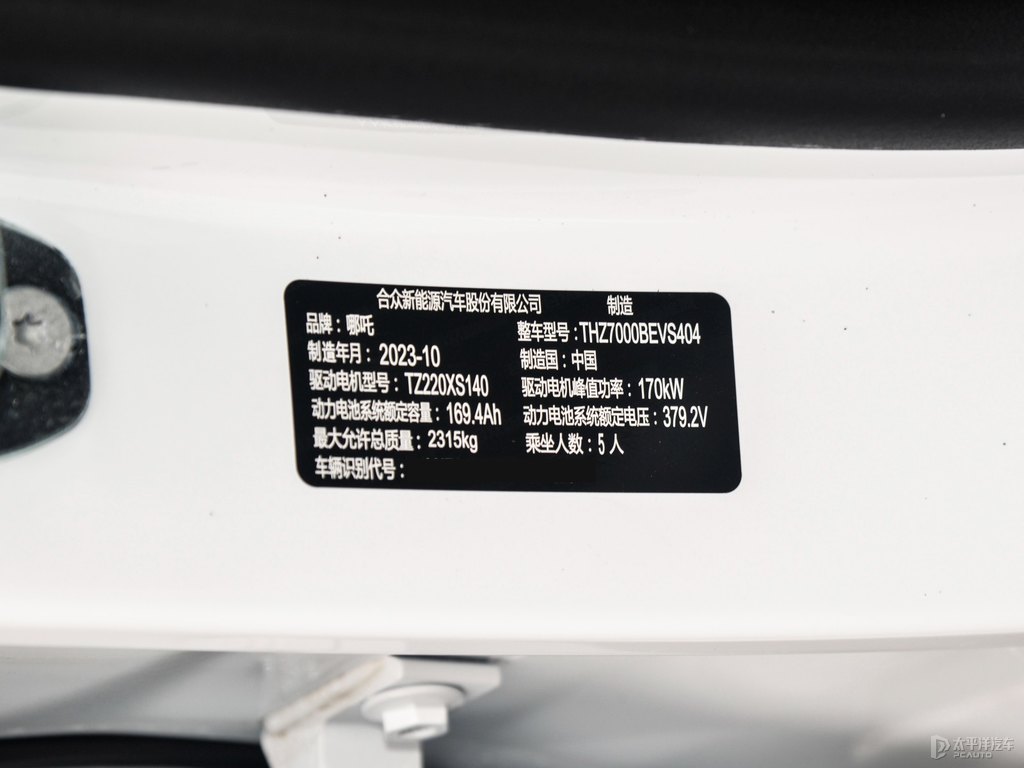 合众新能源汽车股份有限公司 制造
品牌：哪吒 整车型号：THZ7000BEVS404
制造年月：2023-10 制造国：中国
驱动电机型号：TZ220XS140 驱动电机峰值功率：170kW
动力电池系统额定容量：169.4Ah 动力电池系统额定电压：379.2V
最大允许总质量：2315kg 乘坐人数：5人
车辆识别代号：
太平洋汽车
PCAUTO